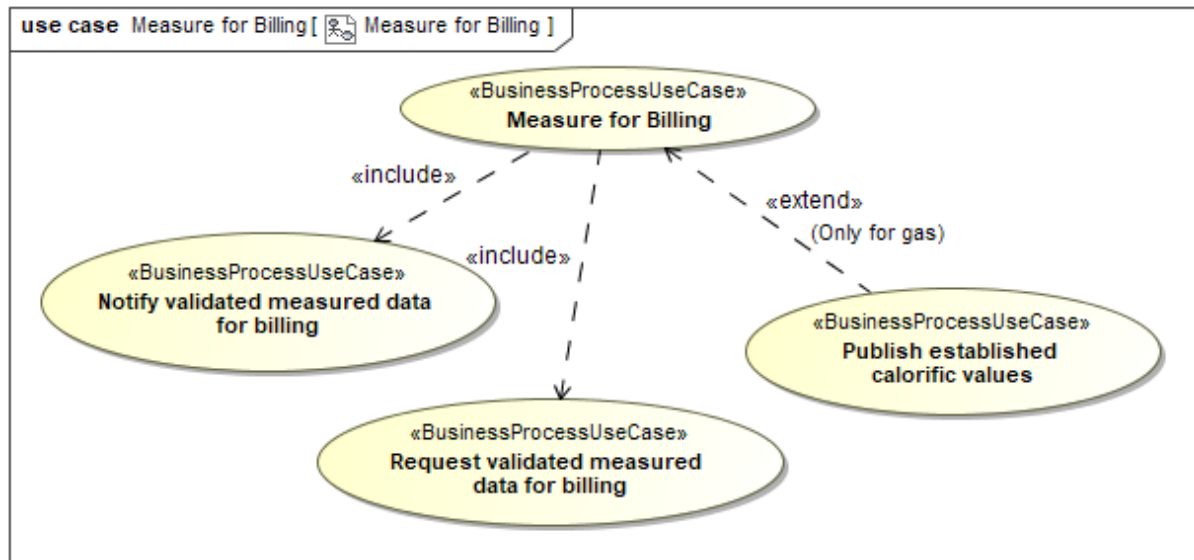 use case Measure for Billing [ Measure for Billing ]
«BusinessProcessUseCase»
Measure for Billing
«include»
«extend»
(Only for gas)
«include»
«BusinessProcessUseCase»
Notify validated measured data
for billing
«BusinessProcessUseCase»
Publish established
calorific values
«BusinessProcessUseCase»
Request validated measured
data for billing